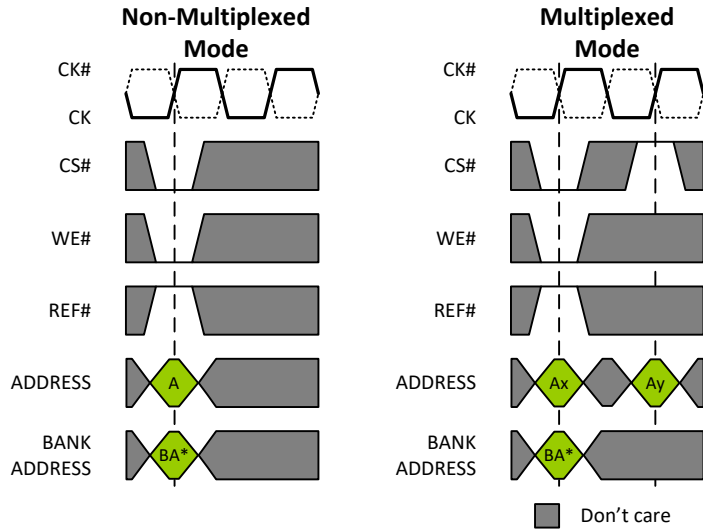 Non-Multiplexed
Mode
CK#
CK
CS#
WE#
REF#
ADDRESS
A
BANK
ADDRESS
BA*
Multiplexed
Mode
CK#
CK
CS#
WE#
REF#
ADDRESS
Ax
Ay
BANK
ADDRESS
BA*
Don't care